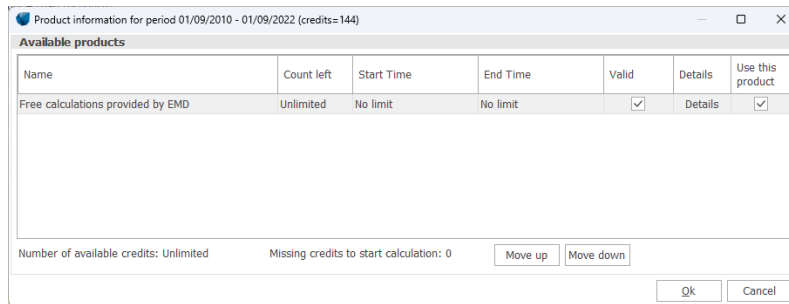 Product information for period 01/09/2010 - 01/09/2022 (credits=144)
Available products
Name Count left Start Time End Time Valid Details Use this
product
Free calculations provided by EMD Unlimited No limit No limit Details
Number of available credits: Unlimited Missing credits to start calculation: 0 Move up Move down
Ok Cancel